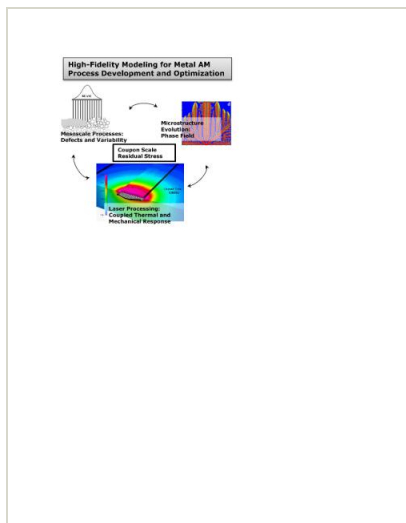 High-Fidelity Modeling for Metal AM
Process Development and Optimization
Mesoscale Processes:
Defects and Variability
Microstructure
Evolution:
Phase Field
Coupon Scale
Residual Stress
Laser Processing:
Coupled Thermal and
Mechanical Response